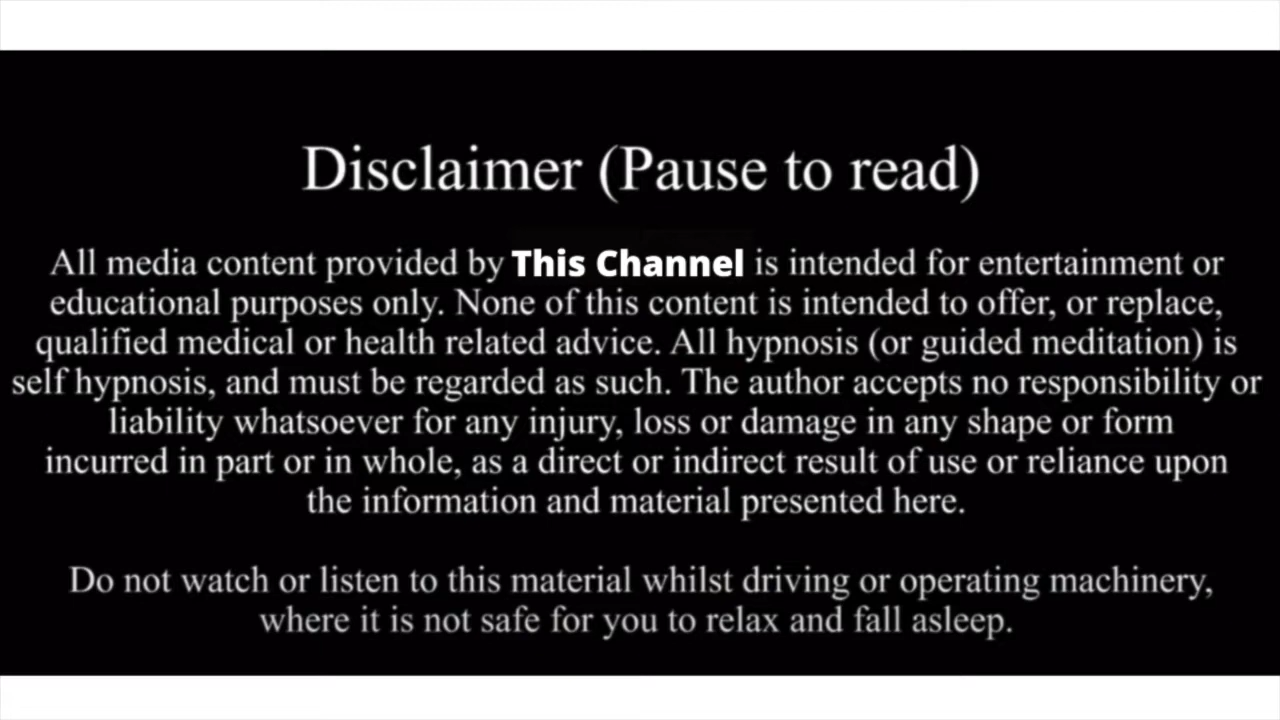 Disclaimer (Pause to read)
All media content provided by This Channel is intended for entertainment or
educational purposes only. None of this content is intended to offer, or replace,
qualified medical or health related advice. All hypnosis (or guided meditation) is
self hypnosis, and must be regarded as such. The author accepts no responsibility or
liability whatsoever for any injury, loss or damage in any shape or form
incurred in part or in whole, as a direct or indirect result of use or reliance upon
the information and material presented here.
Do not watch or listen to this material whilst driving or operating machinery,
where it is not safe for you to relax and fall asleep.